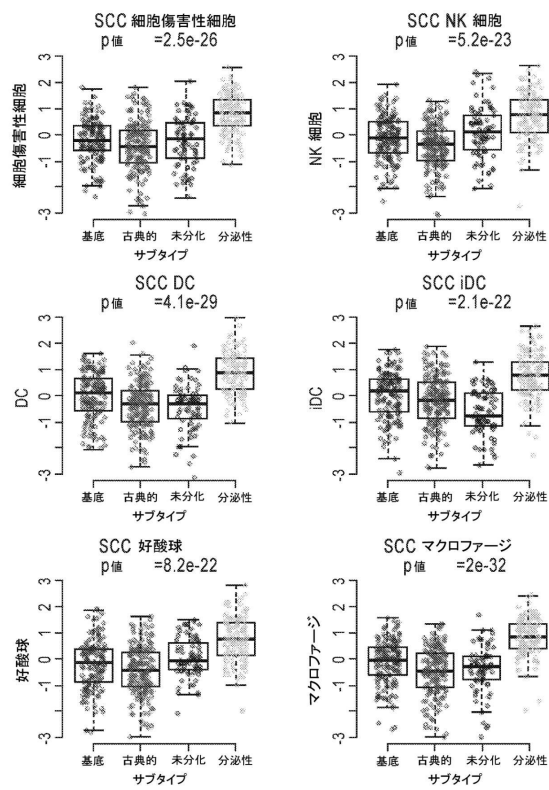 SCC 細胞傷害性細胞
p値 =2.5e-26
細胞傷害性細胞
3
2
1
0
-1
-3
基底 古典的 未分化 分泌性
サブタイプ
SCC NK 細胞
p値 =5.2e-23
NK 細胞
3
2
1
0
-1
-3
基底 古典的 未分化 分泌性
サブタイプ
SCC DC
p値 =4.1e-29
DC
3
2
1
0
-1
-3
基底 古典的 未分化 分泌性
サブタイプ
SCC iDC
p値 =2.1e-22
iDC
3
2
1
0
-1
-3
基底 古典的 未分化 分泌性
サブタイプ
SCC 好酸球
p値 =8.2e-22
好酸球
3
2
1
0
-1
-3
基底 古典的 未分化 分泌性
サブタイプ
SCC マクロファージ
p値 =2e-32
マクロファージ
3
2
1
0
-1
-3
基底 古典的 未分化 分泌性
サブタイプ